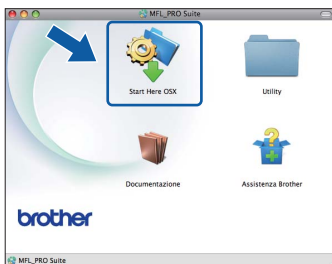 MFL_PRO Suite
Start Here OSX
Utility
Documentazione
Assistenza Brother
brother
MFL_PRO Suite